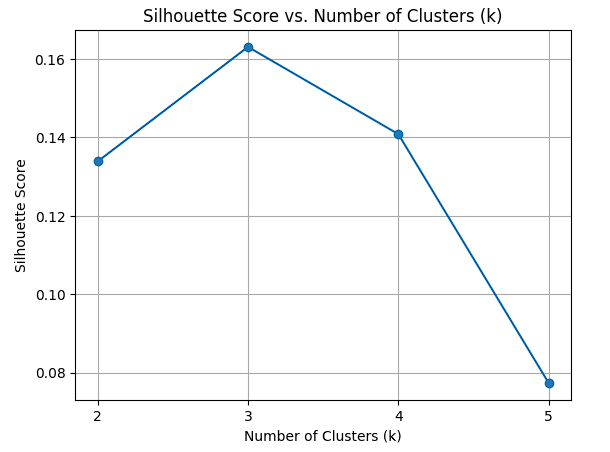 Silhouette Score vs. Number of Clusters (k)
0.16
0.14
0.12
0.10
0.08
Silhouette Score
2 3 4 5
Number of Clusters (k)